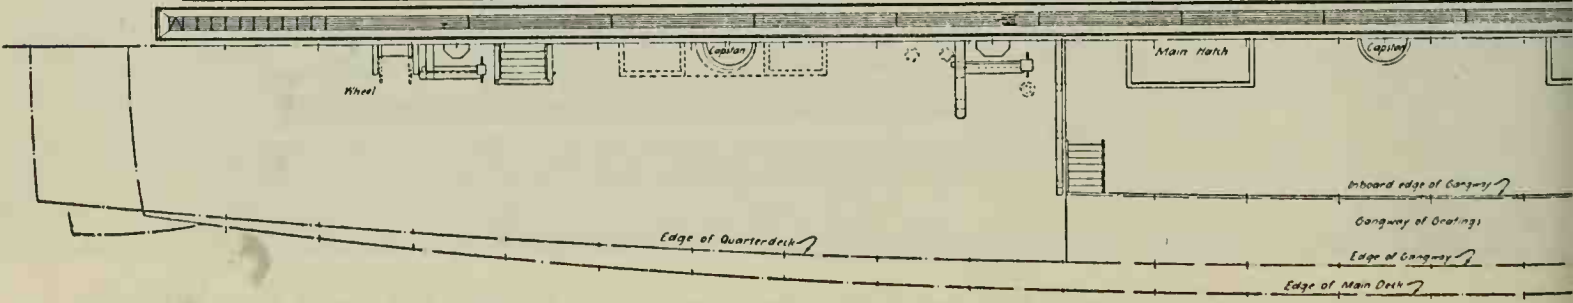 Capstan
Main Hatch
Capstan
Wheel
Inboard edge of Gangway
Gangway of Gratings
Edge of Quarterdeck
Edge of Gangway
Edge of Main Deck